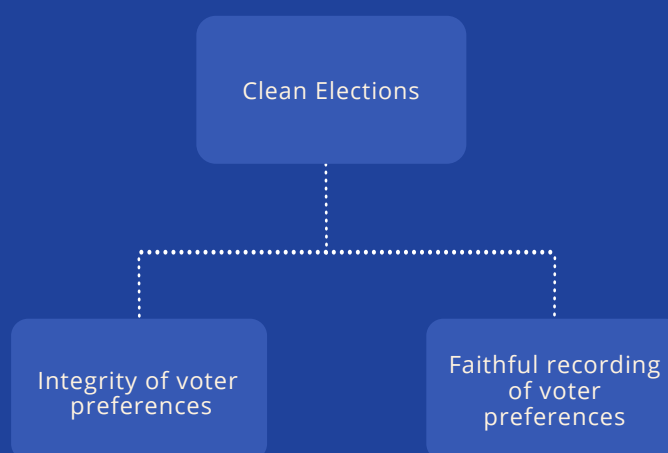 Clean Elections
Integrity of voter
preferences
Faithful recording
of voter
preferences